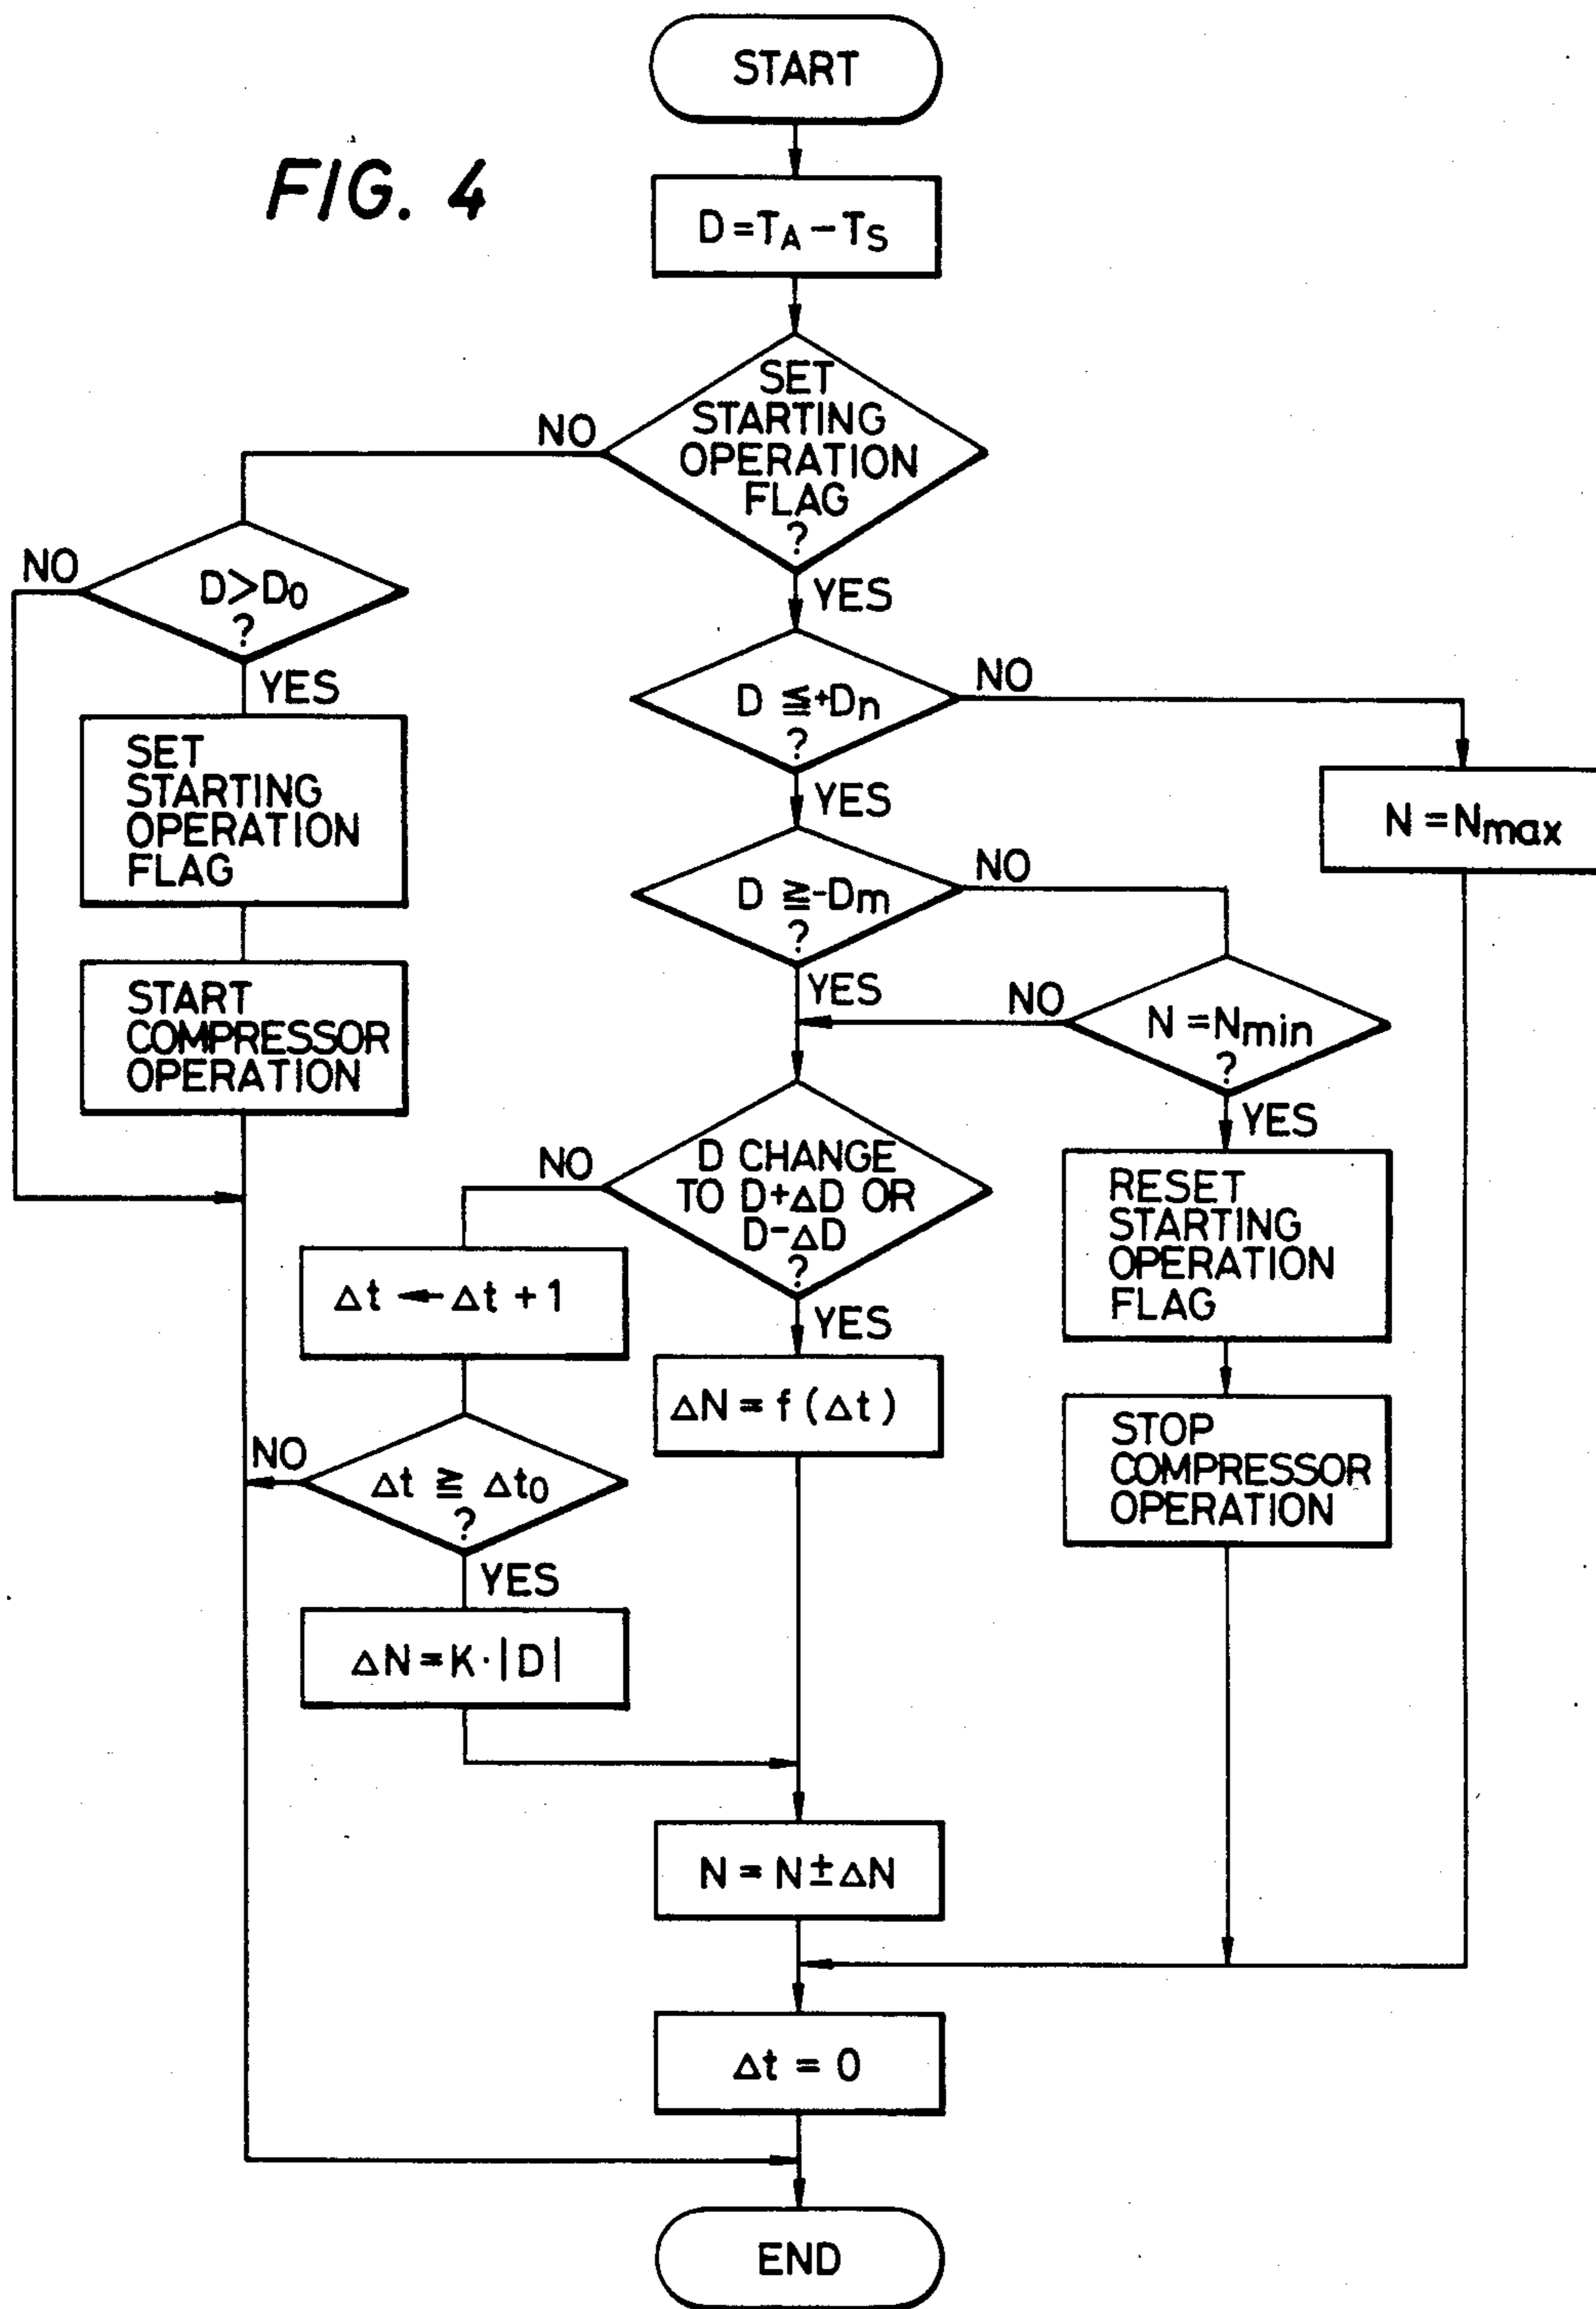 START
FIG. 4
D = TA − TS
SET
STARTING
OPERATION
FLAG
?
NO
YES
D > D0
?
NO
YES
D ≦ +Dn
?
NO
YES
SET
STARTING
OPERATION
FLAG
N = Nmax
D ≧ -Dm
?
NO
YES
START
COMPRESSOR
OPERATION
N = Nmin
?
NO
YES
D CHANGE
TO D+ΔD OR
D-ΔD
?
NO
YES
RESET
STARTING
OPERATION
FLAG
Δt ← Δt + 1
ΔN = f (Δt)
STOP
COMPRESSOR
OPERATION
Δt ≧ Δt0
?
NO
YES
ΔN = K·|D|
N = N ± ΔN
Δt = 0
END